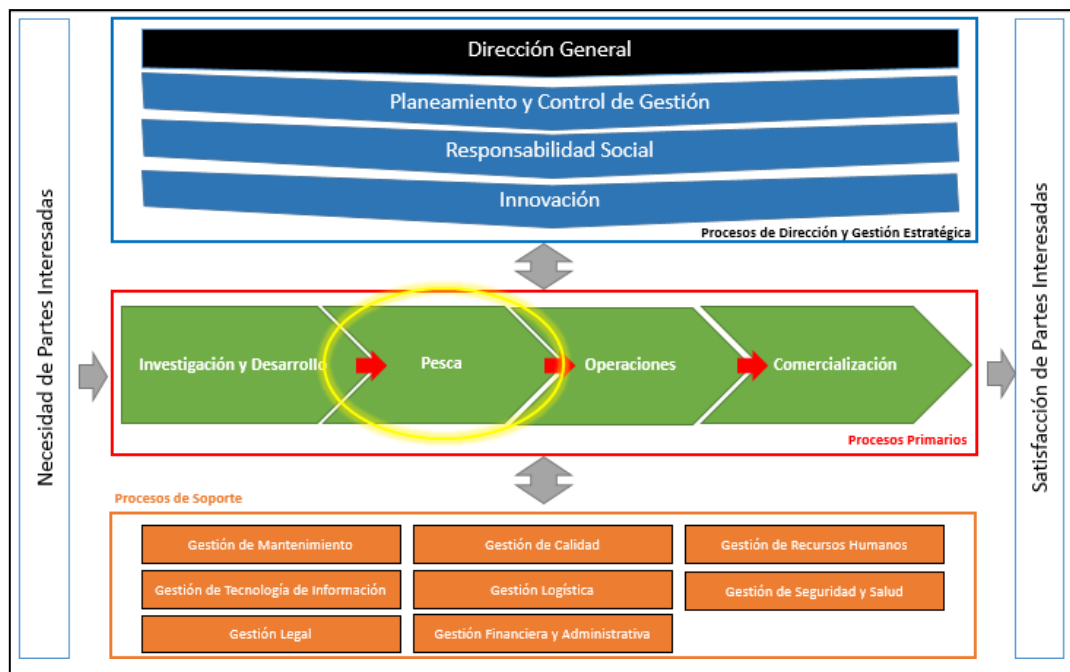 Necesidad de Partes Interesadas
Dirección General
Planeamiento y Control de Gestión
Responsabilidad Social
Innovación
Procesos de Dirección y Gestión Estratégica
Investigación y Desarrollo
Pesca
Operaciones
Comercialización
Procesos Primarios
Procesos de Soporte
Gestión de Mantenimiento
Gestión de Calidad
Gestión de Recursos Humanos
Gestión de Tecnología de Información
Gestión Logística
Gestión de Seguridad y Salud
Gestión Legal
Gestión Financiera y Administrativa
Satisfacción de Partes Interesadas